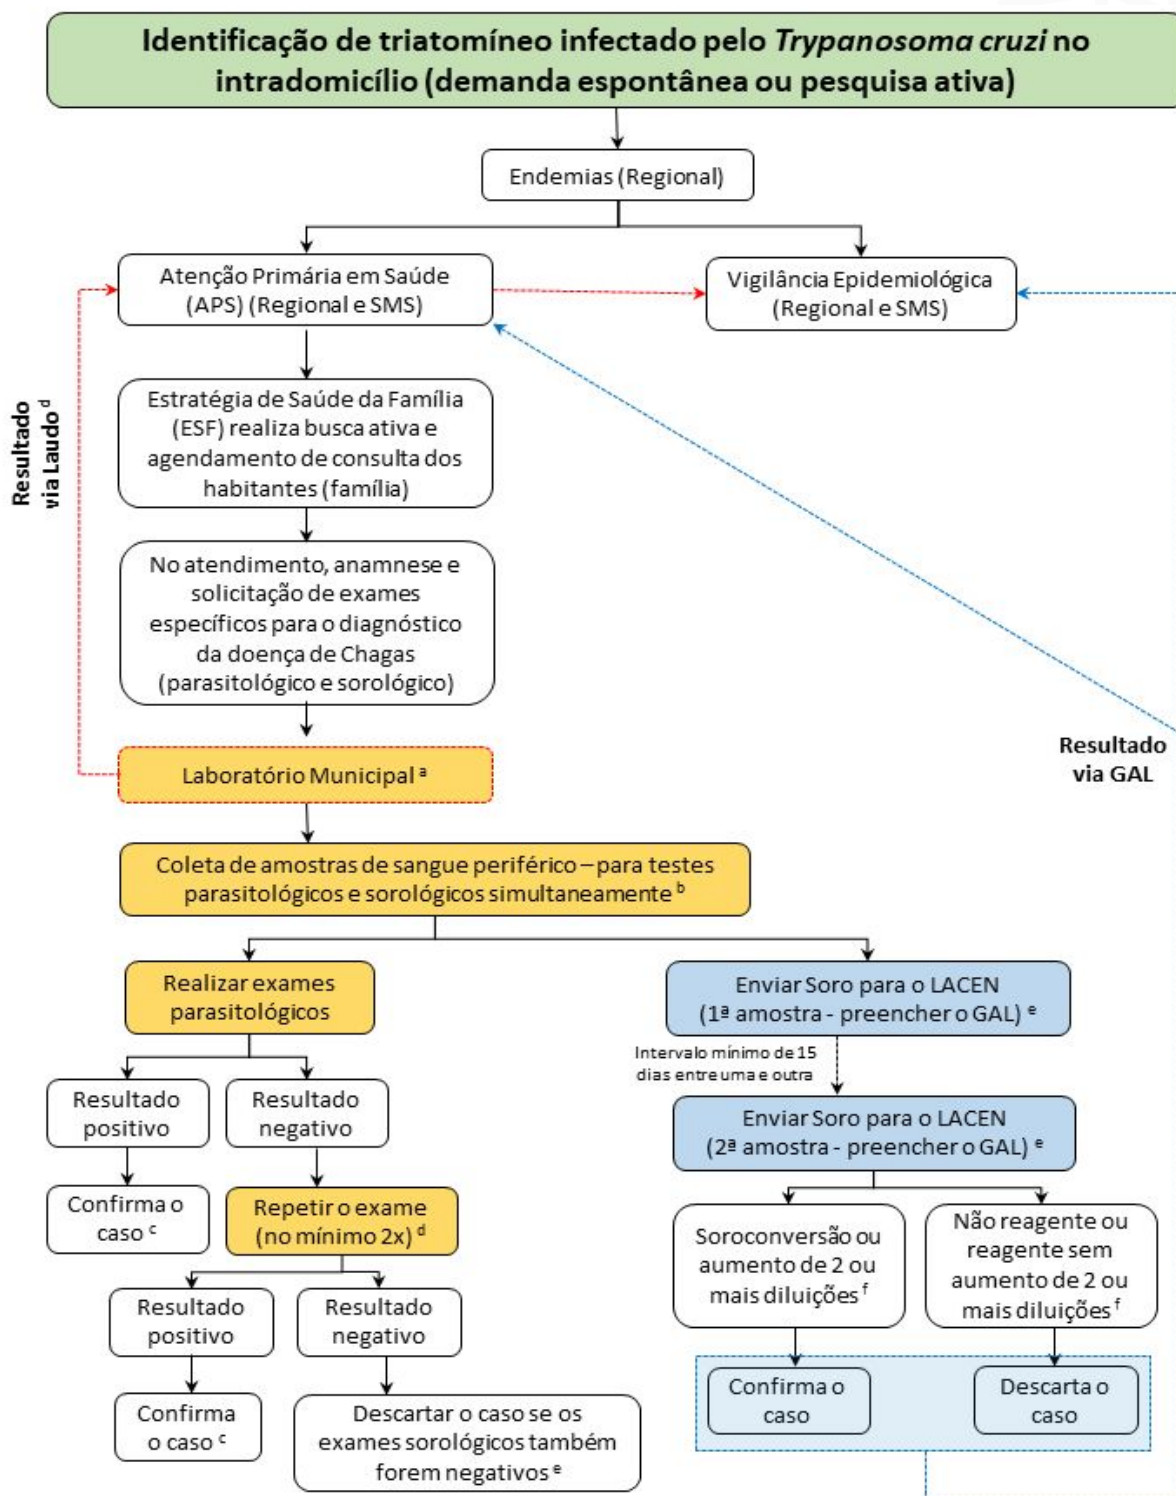 Identificação de triatomíneo infectado pelo Trypanosoma cruzi no
intradomicílio (demanda espontânea ou pesquisa ativa)
Endemias (Regional)
Atenção Primária em Saúde
(APS) (Regional e SMS)
Vigilância Epidemiológica
(Regional e SMS)
Resultado
via Laudo d
Estratégia de Saúde da Família
(ESF) realiza busca ativa e
agendamento de consulta dos
habitantes (família)
No atendimento, anamnese e
solicitação de exames
específicos para o diagnóstico
da doença de Chagas
(parasitológico e sorológico)
Resultado
via GAL
Laboratório Municipal a
Coleta de amostras de sangue periférico – para testes
parasitológicos e sorológicos simultaneamente b
Realizar exames
parasitológicos
Resultado
positivo
Resultado
negativo
Confirma o
caso c
Repetir o exame
(no mínimo 2x) d
Resultado
positivo
Resultado
negativo
Confirma
o caso c
Descartar o caso se os
exames sorológicos também
forem negativos e
Enviar Soro para o LACEN
(1ª amostra - preencher o GAL) e
Intervalo mínimo de 15
dias entre uma e outra
Enviar Soro para o LACEN
(2ª amostra - preencher o GAL) e
Soroconversão ou
aumento de 2 ou
mais diluições f
Não reagente ou
reagente sem
aumento de 2 ou
mais diluições f
Confirma o
caso
Descarta o
caso